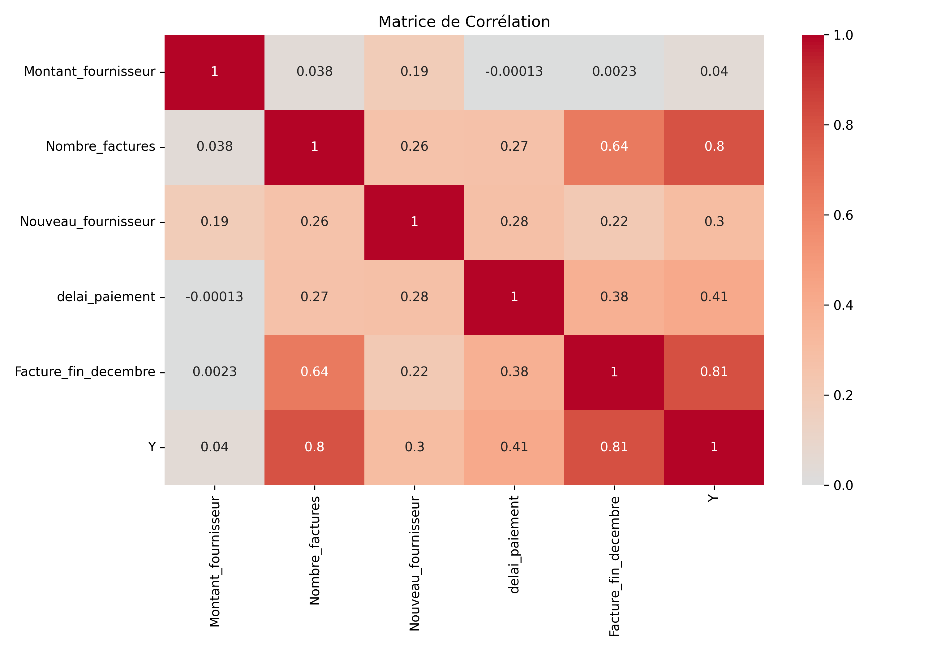 Matrice de Corrélation
Montant_fournisseur 1 0.038 0.19 -0.00013 0.0023 0.04
Nombre_factures 0.038 1 0.26 0.27 0.64 0.8
Nouveau_fournisseur 0.19 0.26 1 0.28 0.22 0.3
delai_paiement -0.00013 0.27 0.28 1 0.38 0.41
Facture_fin_decembre 0.0023 0.64 0.22 0.38 1 0.81
Y 0.04 0.8 0.3 0.41 0.81 1
Montant_fournisseur
Nombre_factures
Nouveau_fournisseur
delai_paiement
Facture_fin_decembre
Y
1.0
0.8
0.6
0.4
0.2
0.0